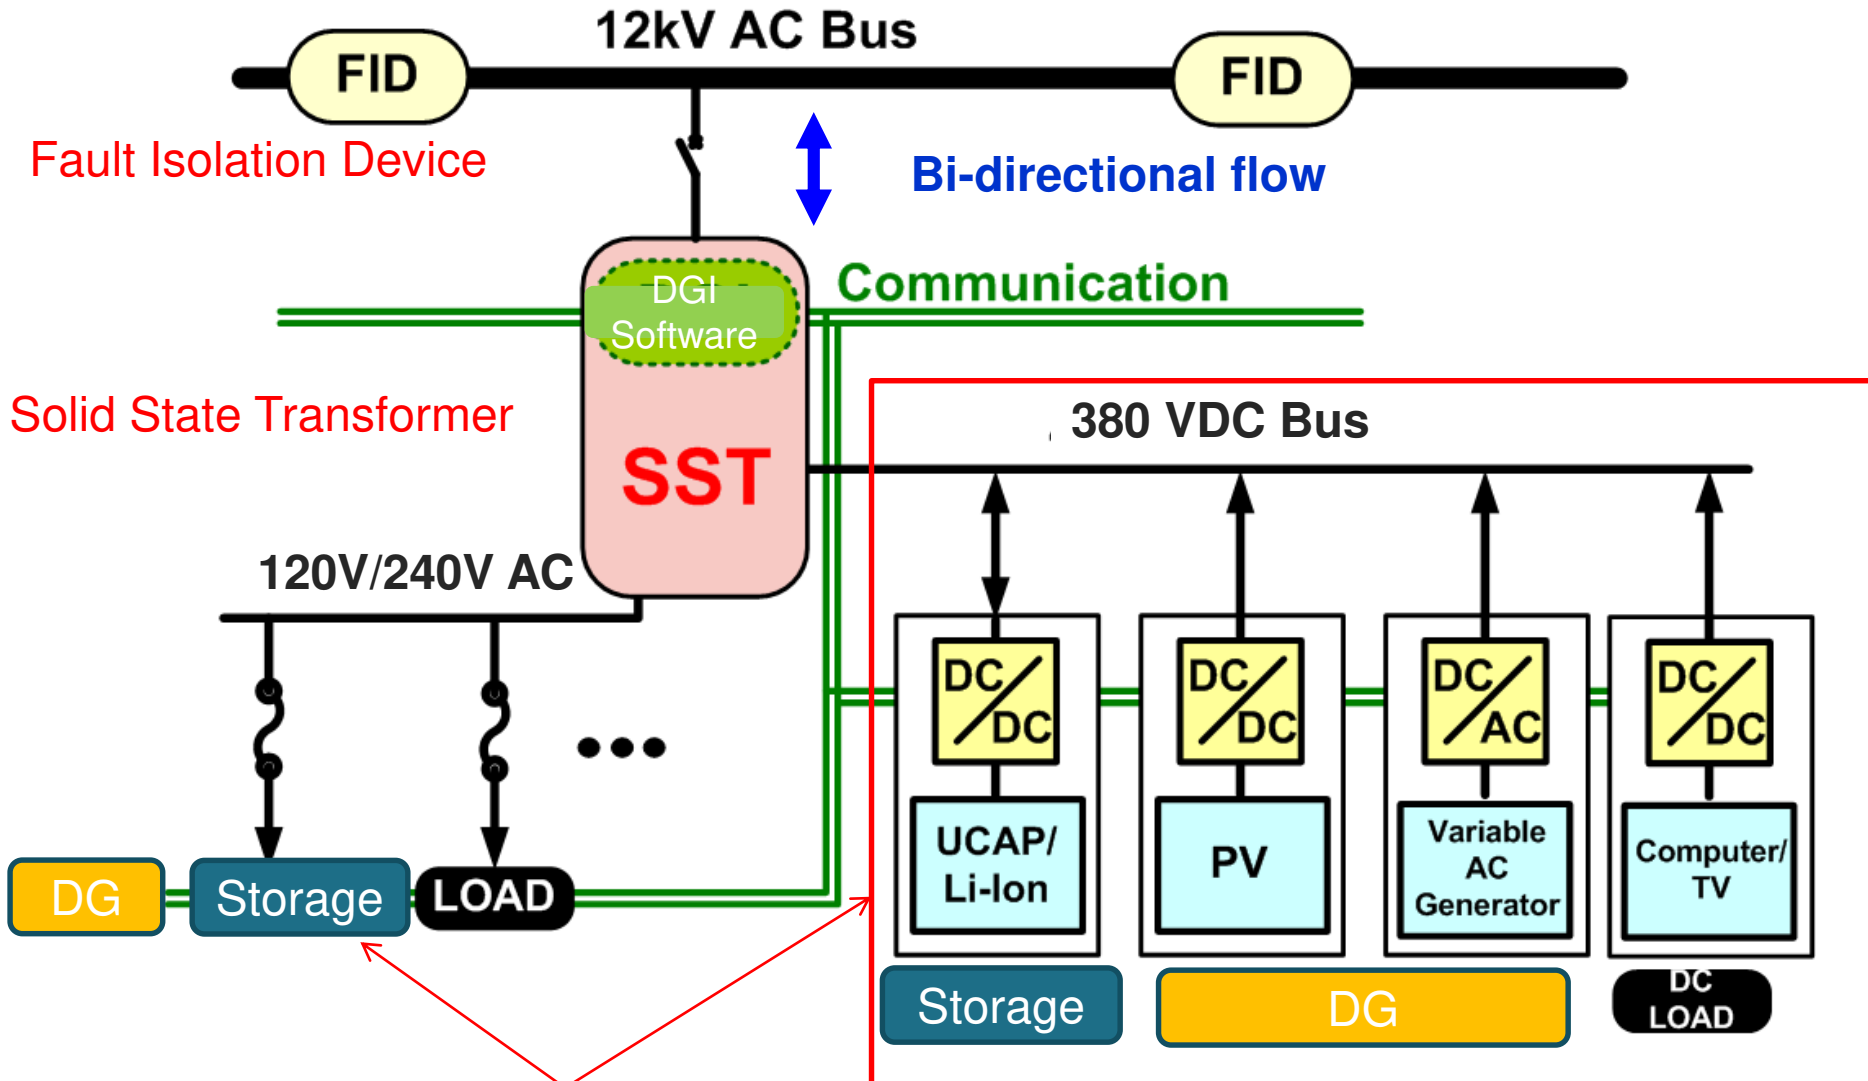 12kV AC Bus
FID
FID
Fault Isolation Device
Bi-directional flow
DGI
Software
Communication
Solid State Transformer
SST
380 VDC Bus
120V/240V AC
DC/DC
DC/DC
DC/AC
DC/DC
UCAP/
Li-Ion
PV
Variable
AC
Generator
Computer/
TV
DG
Storage
LOAD
Storage
DG
DC
LOAD